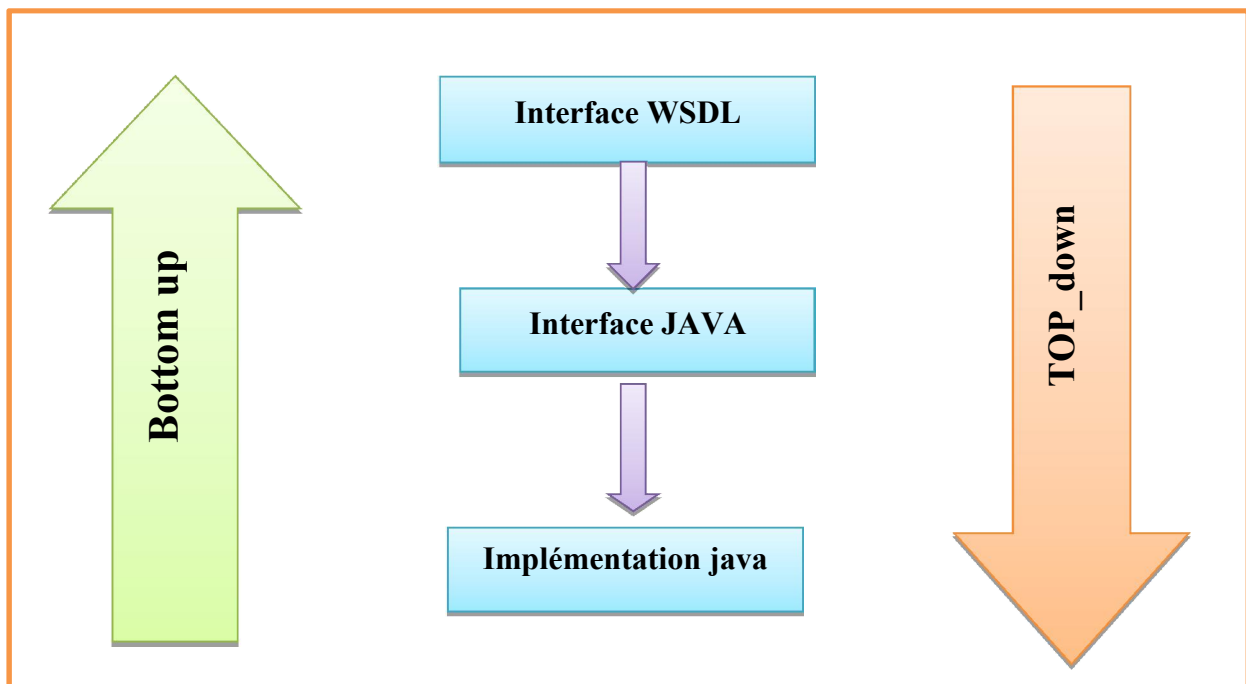 Interface WSDL
Bottom up
Interface JAVA
TOP_down
Implémentation java